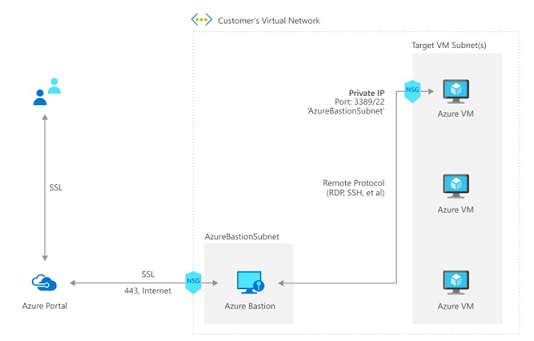 Customer's Virtual Network
Target VM Subnet(s)
Private IP
Port: 3389/22
'AzureBastionSubnet'
NSG
Azure VM
SSL
Remote Protocol
(RDP, SSH, et al)
Azure VM
AzureBastionSubnet
SSL
443, Internet
NSG
Azure Portal
Azure Bastion
Azure VM